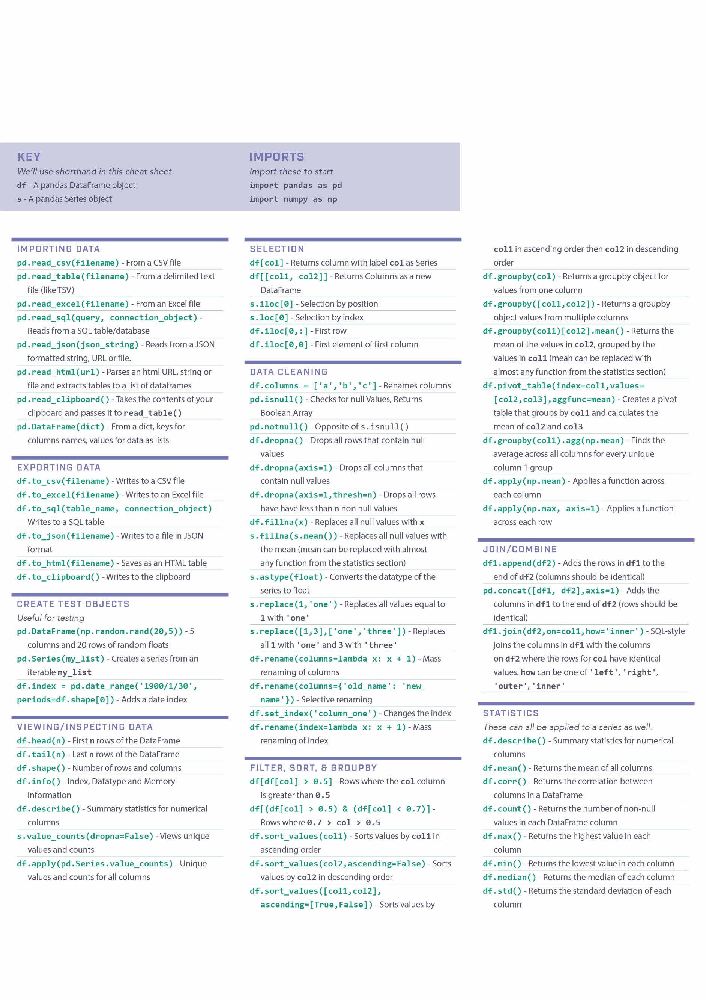 KEY
We’ll use shorthand in this cheat sheet
df - A pandas DataFrame object
s - A pandas Series object
IMPORTS
Import these to start
import pandas as pd
import numpy as np
IMPORTING DATA
pd.read_csv(filename) - From a CSV file
pd.read_table(filename) - From a delimited text
file (like TSV)
pd.read_excel(filename) - From an Excel file
pd.read_sql(query, connection_object) -
Reads from a SQL table/database
pd.read_json(json_string) - Reads from a JSON
formatted string, URL or file.
pd.read_html(url) - Parses an html URL, string or
file and extracts tables to a list of dataframes
pd.read_clipboard() - Takes the contents of your
clipboard and passes it to read_table()
pd.DataFrame(dict) - From a dict, keys for
columns names, values for data as lists
EXPORTING DATA
df.to_csv(filename) - Writes to a CSV file
df.to_excel(filename) - Writes to an Excel file
df.to_sql(table_name, connection_object) -
Writes to a SQL table
df.to_json(filename) - Writes to a file in JSON
format
df.to_html(filename) - Saves as an HTML table
df.to_clipboard() - Writes to the clipboard
CREATE TEST OBJECTS
Useful for testing
pd.DataFrame(np.random.rand(20,5)) - 5
columns and 20 rows of random floats
pd.Series(my_list) - Creates a series from an
iterable my_list
df.index = pd.date_range('1900/1/30',
periods=df.shape[0]) - Adds a date index
VIEWING/INSPECTING DATA
df.head(n) - First n rows of the DataFrame
df.tail(n) - Last n rows of the DataFrame
df.shape() - Number of rows and columns
df.info() - Index, Datatype and Memory
information
df.describe() - Summary statistics for numerical
columns
s.value_counts(dropna=False) - Views unique
values and counts
df.apply(pd.Series.value_counts) - Unique
values and counts for all columns
SELECTION
df[col] - Returns column with label col as Series
df[[col1, col2]] - Returns Columns as a new
DataFrame
s.iloc[0] - Selection by position
s.loc[0] - Selection by index
df.iloc[0,:] - First row
df.iloc[0,0] - First element of first column
DATA CLEANING
df.columns = ['a','b','c'] - Renames columns
pd.isnull() - Checks for null Values, Returns
Boolean Array
pd.notnull() - Opposite of s.isnull()
df.dropna() - Drops all rows that contain null
values
df.dropna(axis=1) - Drops all columns that
contain null values
df.dropna(axis=1,thresh=n) - Drops all rows
have have less than n non null values
df.fillna(x) - Replaces all null values with x
s.fillna(s.mean()) - Replaces all null values with
the mean (mean can be replaced with almost
any function from the statistics section)
s.astype(float) - Converts the datatype of the
series to float
s.replace(1,'one') - Replaces all values equal to
1 with 'one'
s.replace([1,3],['one','three']) - Replaces
all 1 with 'one' and 3 with 'three'
df.rename(columns=lambda x: x + 1) - Mass
renaming of columns
df.rename(columns={'old_name': 'new_
name'}) - Selective renaming
df.set_index('column_one') - Changes the index
df.rename(index=lambda x: x + 1) - Mass
renaming of index
FILTER, SORT, & GROUPBY
df[df[col] > 0.5] - Rows where the col column
is greater than 0.5
df[(df[col] > 0.5) & (df[col] < 0.7)] -
Rows where 0.7 > col > 0.5
df.sort_values(col1) - Sorts values by col1 in
ascending order
df.sort_values(col2,ascending=False) - Sorts
values by col2 in descending order
df.sort_values([col1,col2],
ascending=[True,False]) - Sorts values by
col1 in ascending order then col2 in descending
order
df.groupby(col) - Returns a groupby object for
values from one column
df.groupby([col1,col2]) - Returns a groupby
object values from multiple columns
df.groupby(col1)[col2].mean() - Returns the
mean of the values in col2, grouped by the
values in col1 (mean can be replaced with
almost any function from the statistics section)
df.pivot_table(index=col1,values=
[col2,col3],aggfunc=mean) - Creates a pivot
table that groups by col1 and calculates the
mean of col2 and col3
df.groupby(col1).agg(np.mean) - Finds the
average across all columns for every unique
column 1 group
df.apply(np.mean) - Applies a function across
each column
df.apply(np.max, axis=1) - Applies a function
across each row
JOIN/COMBINE
df1.append(df2) - Adds the rows in df1 to the
end of df2 (columns should be identical)
pd.concat([df1, df2],axis=1) - Adds the
columns in df1 to the end of df2 (rows should be
identical)
df1.join(df2,on=col1,how='inner') - SQL-style
joins the columns in df1 with the columns
on df2 where the rows for col have identical
values. how can be one of 'left', 'right',
'outer', 'inner'
STATISTICS
These can all be applied to a series as well.
df.describe() - Summary statistics for numerical
columns
df.mean() - Returns the mean of all columns
df.corr() - Returns the correlation between
columns in a DataFrame
df.count() - Returns the number of non-null
values in each DataFrame column
df.max() - Returns the highest value in each
column
df.min() - Returns the lowest value in each column
df.median() - Returns the median of each column
df.std() - Returns the standard deviation of each
column